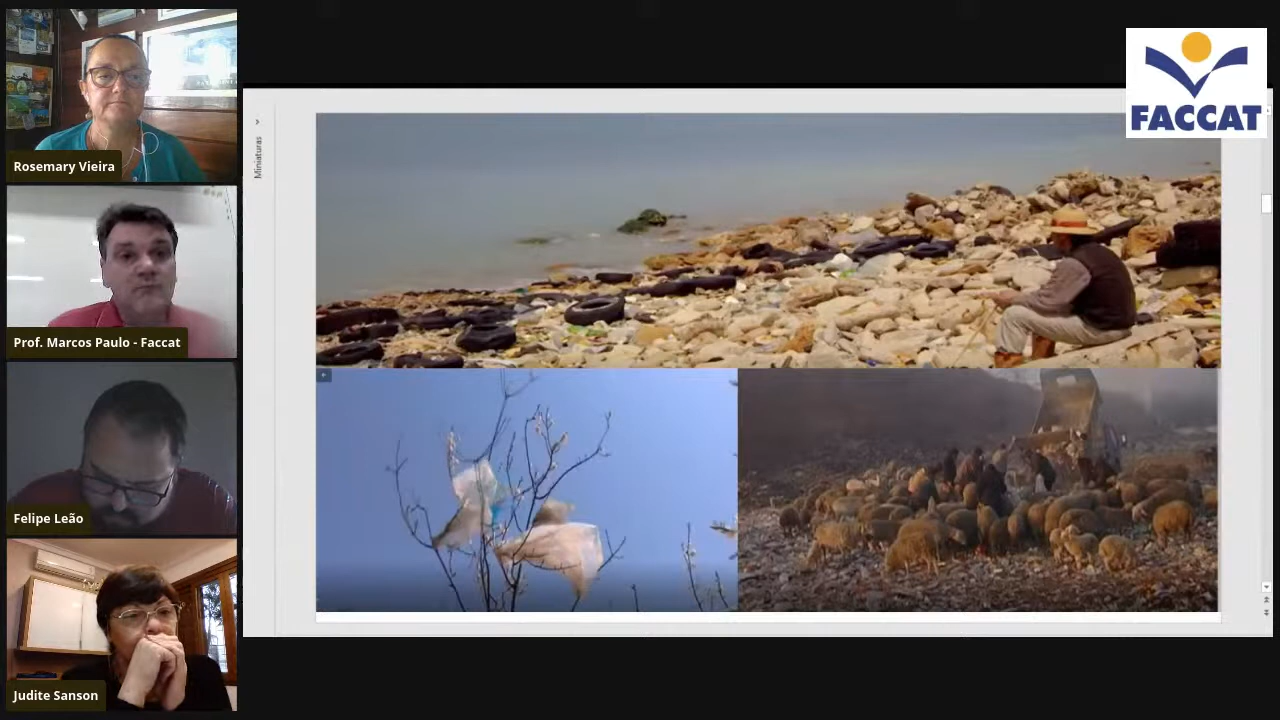 Rosemary Vieira
Prof. Marcos Paulo - Faccat
Felipe Leão
Judite Sanson
Miniaturas
FACCAT